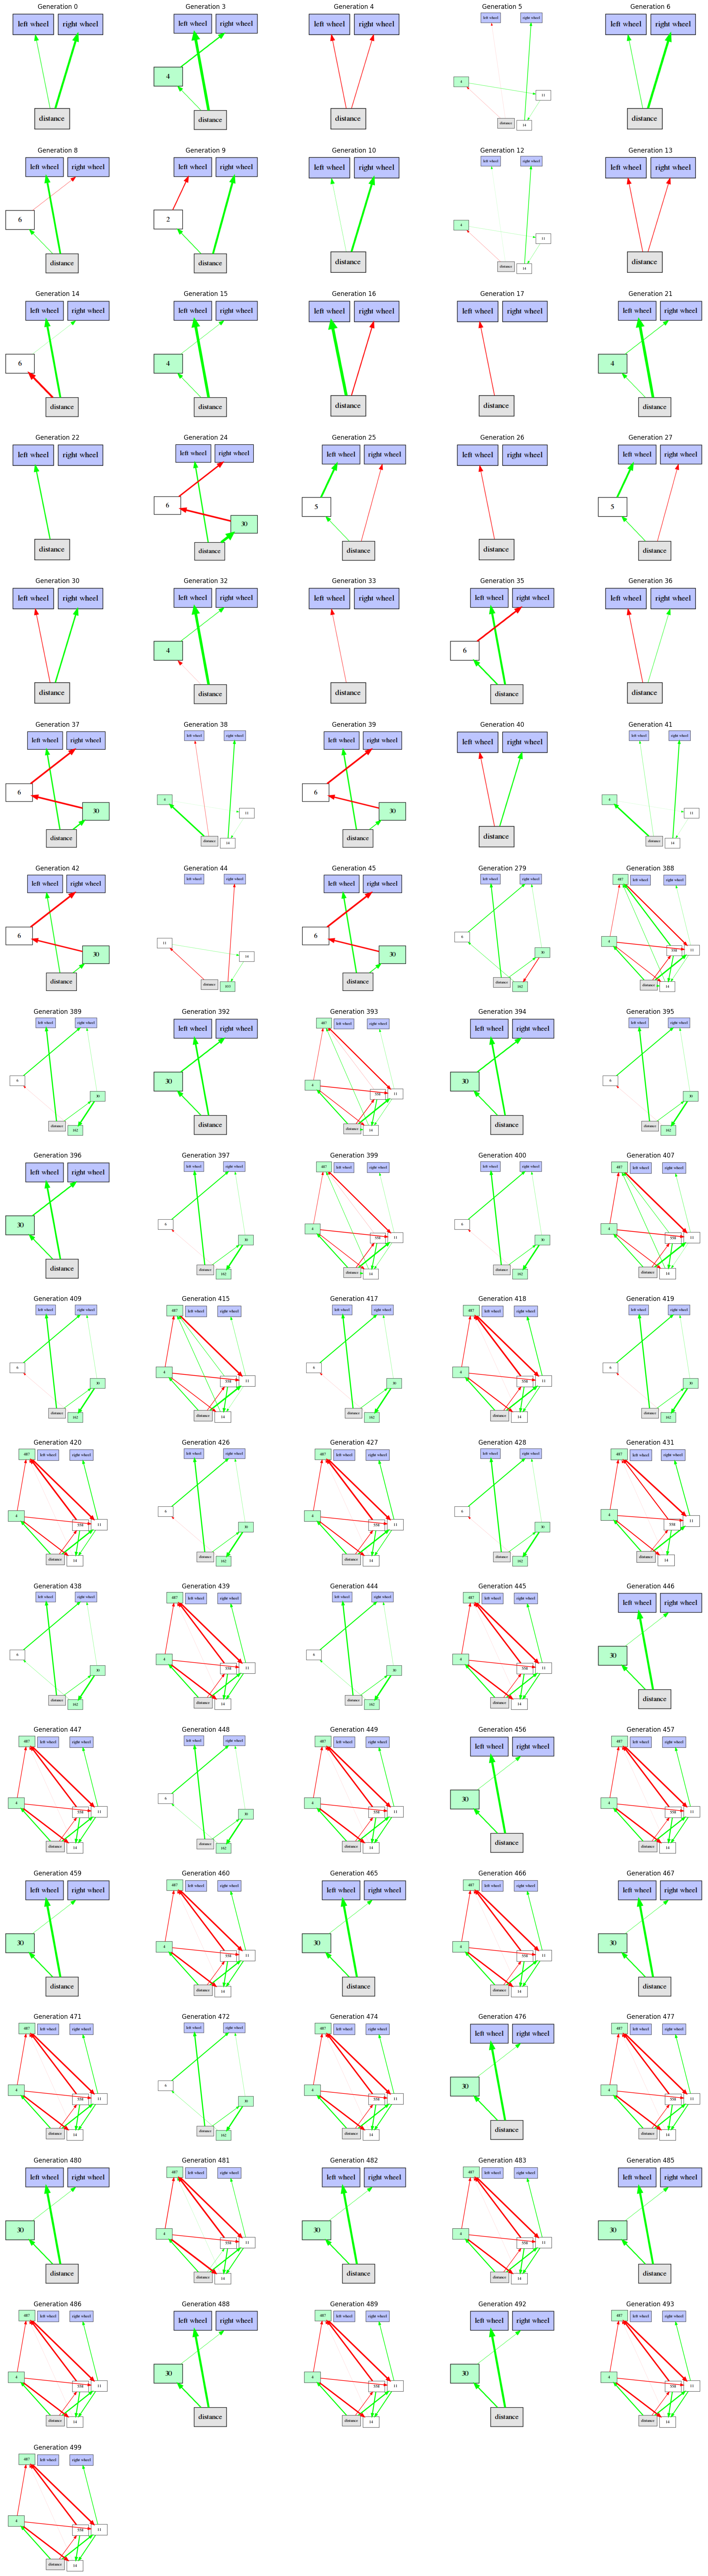 Generation 0 Generation 3 Generation 4 Generation 5 Generation 6
left wheel right wheel left wheel right wheel left wheel right wheel left wheel right wheel left wheel right wheel
4 4 11
distance distance distance distance 14 distance
Generation 8 Generation 9 Generation 10 Generation 12 Generation 13
left wheel right wheel left wheel right wheel left wheel right wheel left wheel right wheel left wheel right wheel
6 2 4 11
distance distance distance distance 14 distance
Generation 14 Generation 15 Generation 16 Generation 17 Generation 21
left wheel right wheel left wheel right wheel left wheel right wheel left wheel right wheel left wheel right wheel
6 4 4
distance distance distance distance distance
Generation 22 Generation 24 Generation 25 Generation 26 Generation 27
left wheel right wheel left wheel right wheel left wheel right wheel left wheel right wheel left wheel right wheel
6 30 5 5
distance distance distance distance distance
Generation 30 Generation 32 Generation 33 Generation 35 Generation 36
left wheel right wheel left wheel right wheel left wheel right wheel left wheel right wheel left wheel right wheel
4 6
distance distance distance distance distance
Generation 37 Generation 38 Generation 39 Generation 40 Generation 41
left wheel right wheel left wheel right wheel left wheel right wheel left wheel right wheel left wheel right wheel
6 30 4 11 6 30 4 11
distance distance 14 distance distance distance 14
Generation 42 Generation 44 Generation 45 Generation 279 Generation 388
left wheel right wheel left wheel right wheel left wheel right wheel left wheel right wheel 487 left wheel right wheel
6 30 11 14 6 30 6 30 4 11
distance distance distance distance 162 distance 14
Generation 389 Generation 392 Generation 393 Generation 394 Generation 395
left wheel right wheel left wheel right wheel 487 left wheel right wheel left wheel right wheel left wheel right wheel
6 30 30 4 11 30 6 30
distance 162 distance distance 14 distance distance 162
Generation 396 Generation 397 Generation 399 Generation 400 Generation 407
left wheel right wheel left wheel right wheel 487 left wheel right wheel left wheel right wheel 487 left wheel right wheel
30 6 30 4 11 6 30 4 11
distance distance 162 distance 14 distance 162 distance 14
Generation 409 Generation 415 Generation 417 Generation 418 Generation 419
left wheel right wheel 487 left wheel right wheel left wheel right wheel 487 left wheel right wheel left wheel right wheel
6 30 4 11 6 30 4 11 6 30
distance 162 distance 14 distance 162 distance 14 distance 162
Generation 420 Generation 426 Generation 427 Generation 428 Generation 431
487 left wheel right wheel left wheel right wheel 487 left wheel right wheel left wheel right wheel 487 left wheel right wheel
4 11 6 30 4 11 6 30 4 11
distance 14 distance 162 distance 14 distance 162 distance 14
Generation 438 Generation 439 Generation 444 Generation 445 Generation 446
left wheel right wheel 487 left wheel right wheel left wheel right wheel 487 left wheel right wheel left wheel right wheel
6 30 4 11 6 30 4 11 30
distance 162 distance 14 distance 162 distance 14 distance
Generation 447 Generation 448 Generation 449 Generation 456 Generation 457
487 left wheel right wheel left wheel right wheel 487 left wheel right wheel left wheel right wheel 487 left wheel right wheel
4 11 6 30 4 11 30 4 11
distance 14 distance 162 distance 14 distance distance 14
Generation 459 Generation 460 Generation 465 Generation 466 Generation 467
left wheel right wheel 487 left wheel right wheel left wheel right wheel 487 left wheel right wheel left wheel right wheel
30 4 11 30 4 11 30
distance distance 14 distance distance 14 distance
Generation 471 Generation 472 Generation 474 Generation 476 Generation 477
487 left wheel right wheel left wheel right wheel 487 left wheel right wheel left wheel right wheel 487 left wheel right wheel
4 11 6 30 4 11 30 4 11
distance 14 distance 162 distance 14 distance distance 14
Generation 480 Generation 481 Generation 482 Generation 483 Generation 485
left wheel right wheel 487 left wheel right wheel left wheel right wheel 487 left wheel right wheel left wheel right wheel
30 4 11 30 4 11 30
distance distance 14 distance distance 14 distance
Generation 486 Generation 488 Generation 489 Generation 492 Generation 493
487 left wheel right wheel left wheel right wheel 487 left wheel right wheel left wheel right wheel 487 left wheel right wheel
4 11 30 4 11 30 4 11
distance 14 distance distance 14 distance distance 14
Generation 499
487 left wheel right wheel
4 11
distance 14